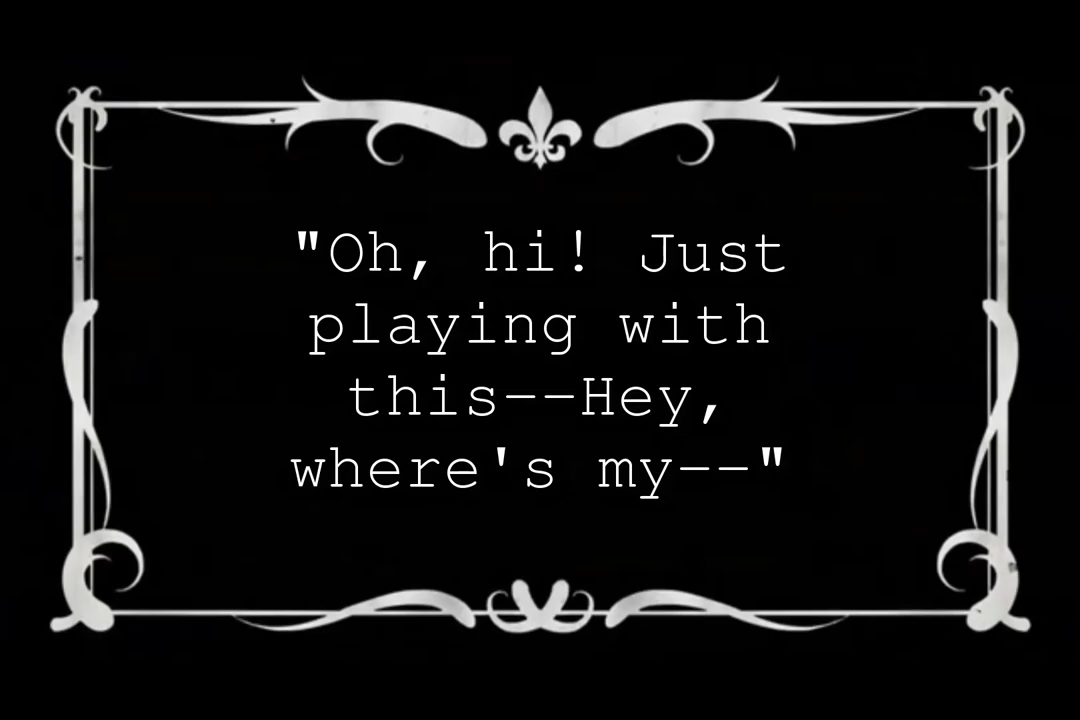 "Oh, hi! Just
playing with
this--Hey,
where's my--"